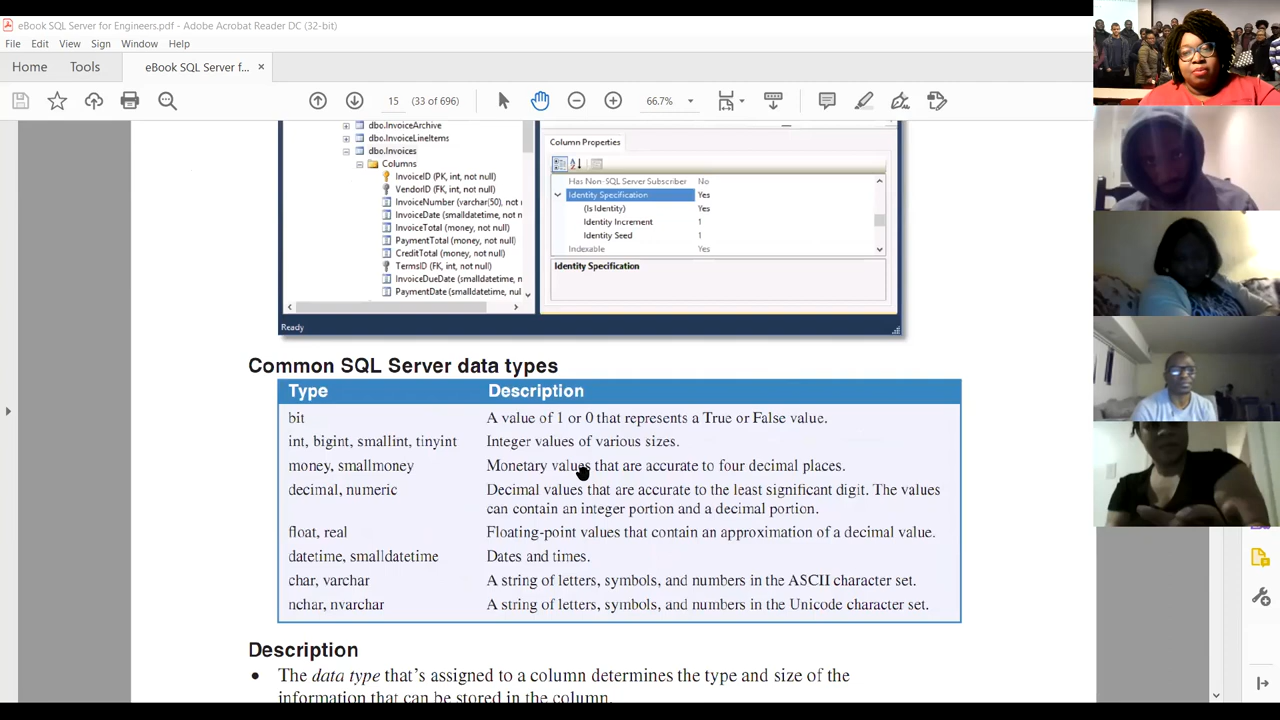 eBook SQL Server for Engineers.pdf - Adobe Acrobat Reader DC (32-bit)
File Edit View Sign Window Help
Home Tools eBook SQL Server f... ×
(33 of 696) 66.7%
dbo.InvoiceArchive
dbo.InvoiceLineItems
dbo.Invoices
Columns
InvoiceID (PK, int, not null)
VendorID (FK, int, not null)
InvoiceNumber (varchar(50), not
InvoiceDate (smalldatetime, not n
InvoiceTotal (money, not null)
PaymentTotal (money, not null)
CreditTotal (money, not null)
TermsID (FK, int, not null)
InvoiceDueDate (smalldatetime, n
PaymentDate (smalldatetime, null)
Ready
Column Properties
Has Non-SQL Server Subscriber No
Identity Specification Yes
(Is Identity) Yes
Identity Increment 1
Identity Seed 1
Indexable Yes
Identity Specification
Common SQL Server data types
Type Description
bit A value of 1 or 0 that represents a True or False value.
int, bigint, smallint, tinyint Integer values of various sizes.
money, smallmoney Monetary values that are accurate to four decimal places.
decimal, numeric Decimal values that are accurate to the least significant digit. The values
can contain an integer portion and a decimal portion.
float, real Floating-point values that contain an approximation of a decimal value.
datetime, smalldatetime Dates and times.
char, varchar A string of letters, symbols, and numbers in the ASCII character set.
nchar, nvarchar A string of letters, symbols, and numbers in the Unicode character set.
Description
• The data type that's assigned to a column determines the type and size of the
information that can be stored in the column.